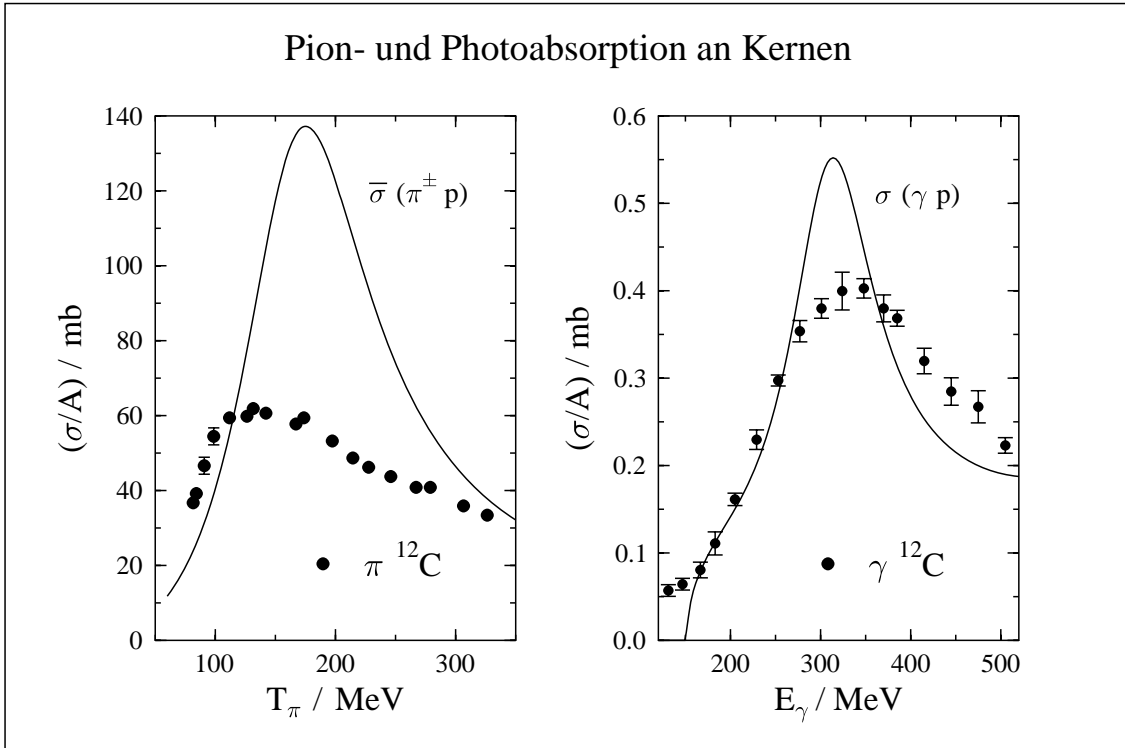 Pion- und Photoabsorption an Kernen
(σ/A) / mb
140
120
100
80
60
40
20
0
σ̅ (π± p)
π ¹²C
100 200 300
T_π / MeV
(σ/A) / mb
0.6
0.5
0.4
0.3
0.2
0.1
0.0
σ (γ p)
γ ¹²C
200 300 400 500
E_γ / MeV